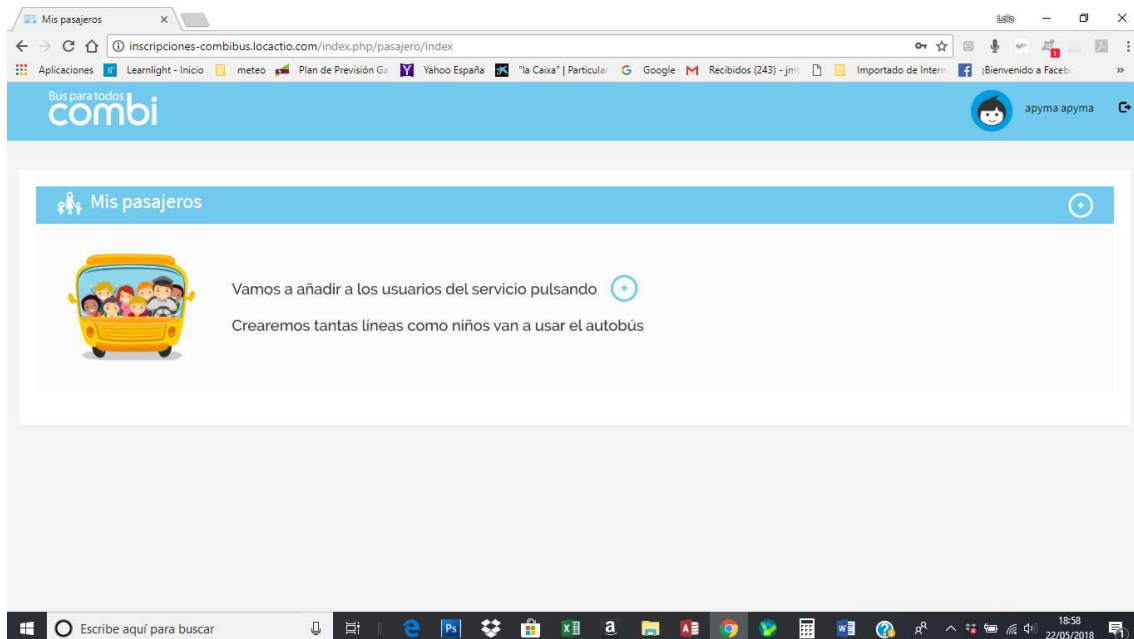 Mis pasajeros
inscripciones-combibus.locactio.com/index.php/pasajero/index
Aplicaciones Learnlight - Inicio meteo Plan de Previsión Ga Yahoo España "la Caixa" | Particular G Google M Recibidos (243) - jm Importado de Intern ¡Bienvenido a Faceb »
Bus para todos
combi
apyma apyma
Mis pasajeros
Vamos a añadir a los usuarios del servicio pulsando +
Crearemos tantas líneas como niños van a usar el autobús
Escribe aquí para buscar
18:58
22/05/2018